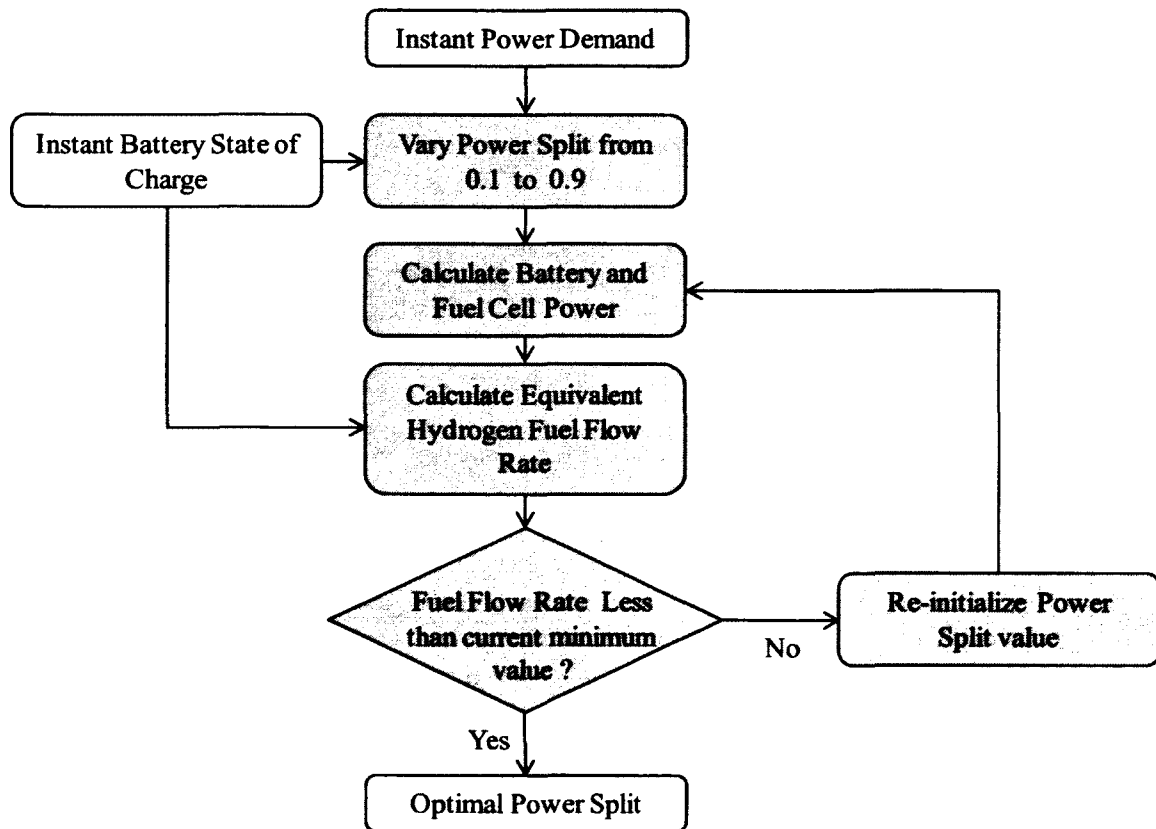 Instant Power Demand
Instant Battery State of
Charge
Vary Power Split from
0.1 to 0.9
Calculate Battery and
Fuel Cell Power
Calculate Equivalent
Hydrogen Fuel Flow
Rate
Fuel Flow Rate Less
than current minimum
value ?
No
Re-initialize Power
Split value
Yes
Optimal Power Split